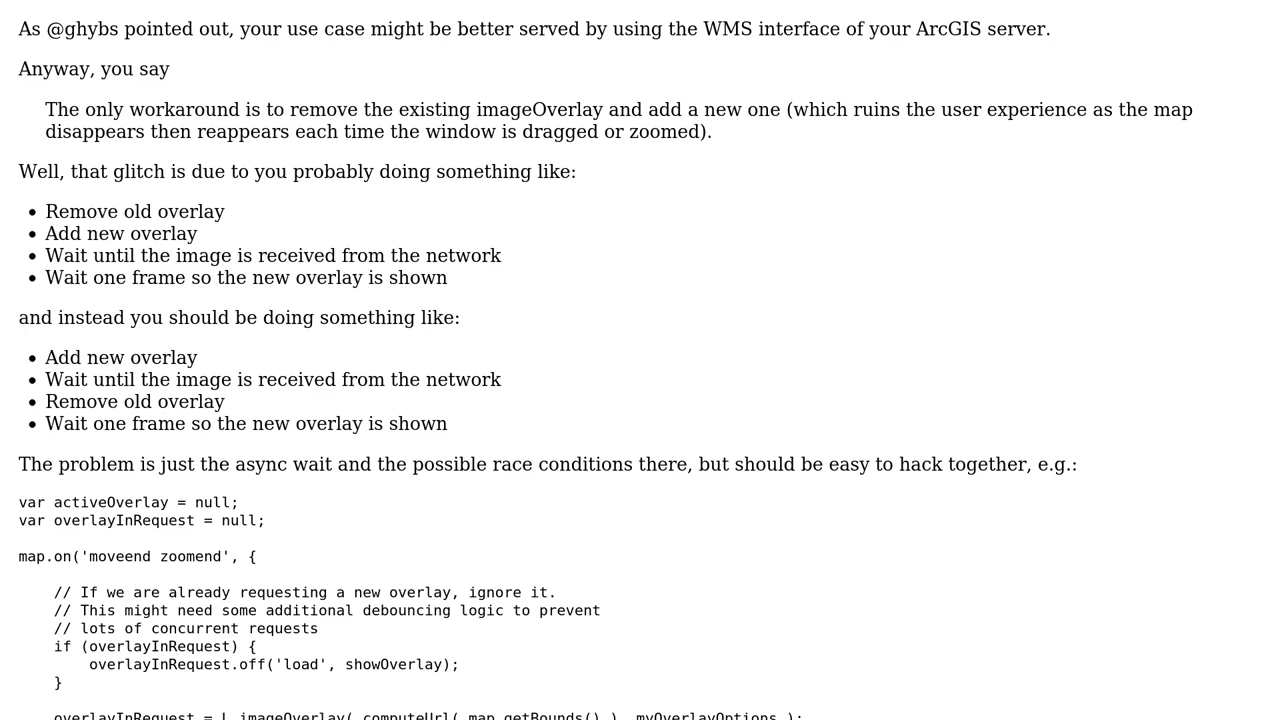 As @ghybs pointed out, your use case might be better served by using the WMS interface of your ArcGIS server.
Anyway, you say
The only workaround is to remove the existing imageOverlay and add a new one (which ruins the user experience as the map
disappears then reappears each time the window is dragged or zoomed).
Well, that glitch is due to you probably doing something like:
• Remove old overlay
• Add new overlay
• Wait until the image is received from the network
• Wait one frame so the new overlay is shown
and instead you should be doing something like:
• Add new overlay
• Wait until the image is received from the network
• Remove old overlay
• Wait one frame so the new overlay is shown
The problem is just the async wait and the possible race conditions there, but should be easy to hack together, e.g.:
var activeOverlay = null;
var overlayInRequest = null;
map.on('moveend zoomend', {
    // If we are already requesting a new overlay, ignore it.
    // This might need some additional debouncing logic to prevent
    // lots of concurrent requests
    if (overlayInRequest) {
        overlayInRequest.off('load', showOverlay);
    }
    overlayInRequest = L.imageOverlay( computeUrl( map.getBounds() ), myOverlayOptions );